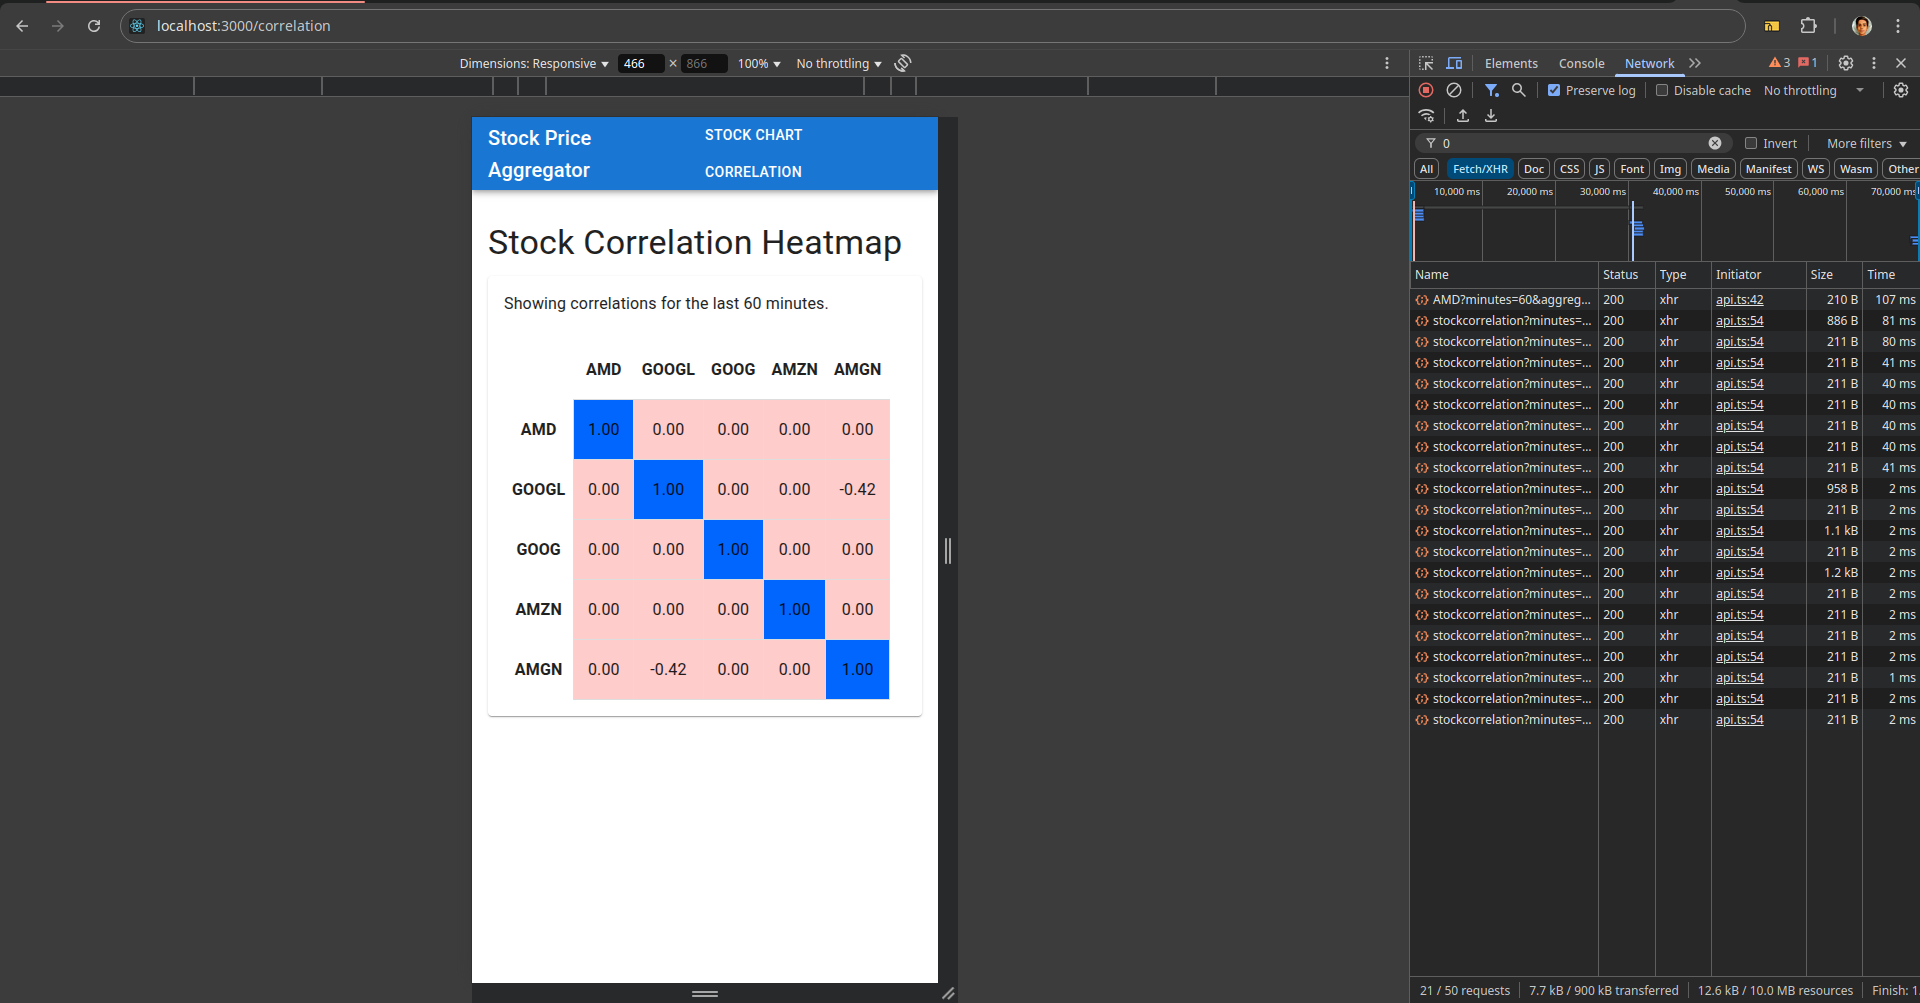 localhost:3000/correlation
Dimensions: Responsive 466 × 866 100% No throttling
Elements Console Network 3 1
Preserve log Disable cache No throttling
0 Invert More filters
All Fetch/XHR Doc CSS JS Font Img Media Manifest WS Wasm Other
10,000 ms 20,000 ms 30,000 ms 40,000 ms 50,000 ms 60,000 ms 70,000 ms
Name Status Type Initiator Size Time
AMD?minutes=60&aggreg... 200 xhr api.ts:42 210 B 107 ms
stockcorrelation?minutes=... 200 xhr api.ts:54 886 B 81 ms
stockcorrelation?minutes=... 200 xhr api.ts:54 211 B 80 ms
stockcorrelation?minutes=... 200 xhr api.ts:54 211 B 41 ms
stockcorrelation?minutes=... 200 xhr api.ts:54 211 B 40 ms
stockcorrelation?minutes=... 200 xhr api.ts:54 211 B 40 ms
stockcorrelation?minutes=... 200 xhr api.ts:54 211 B 40 ms
stockcorrelation?minutes=... 200 xhr api.ts:54 211 B 40 ms
stockcorrelation?minutes=... 200 xhr api.ts:54 211 B 41 ms
stockcorrelation?minutes=... 200 xhr api.ts:54 958 B 2 ms
stockcorrelation?minutes=... 200 xhr api.ts:54 211 B 2 ms
stockcorrelation?minutes=... 200 xhr api.ts:54 1.1 kB 2 ms
stockcorrelation?minutes=... 200 xhr api.ts:54 211 B 2 ms
stockcorrelation?minutes=... 200 xhr api.ts:54 1.2 kB 2 ms
stockcorrelation?minutes=... 200 xhr api.ts:54 211 B 2 ms
stockcorrelation?minutes=... 200 xhr api.ts:54 211 B 2 ms
stockcorrelation?minutes=... 200 xhr api.ts:54 211 B 2 ms
stockcorrelation?minutes=... 200 xhr api.ts:54 211 B 2 ms
stockcorrelation?minutes=... 200 xhr api.ts:54 211 B 1 ms
stockcorrelation?minutes=... 200 xhr api.ts:54 211 B 2 ms
stockcorrelation?minutes=... 200 xhr api.ts:54 211 B 2 ms
21 / 50 requests 7.7 kB / 900 kB transferred 12.6 kB / 10.0 MB resources Finish: 1
Stock Price
Aggregator
STOCK CHART
CORRELATION
Stock Correlation Heatmap
Showing correlations for the last 60 minutes.
AMD GOOGL GOOG AMZN AMGN
AMD 1.00 0.00 0.00 0.00 0.00
GOOGL 0.00 1.00 0.00 0.00 -0.42
GOOG 0.00 0.00 1.00 0.00 0.00
AMZN 0.00 0.00 0.00 1.00 0.00
AMGN 0.00 -0.42 0.00 0.00 1.00